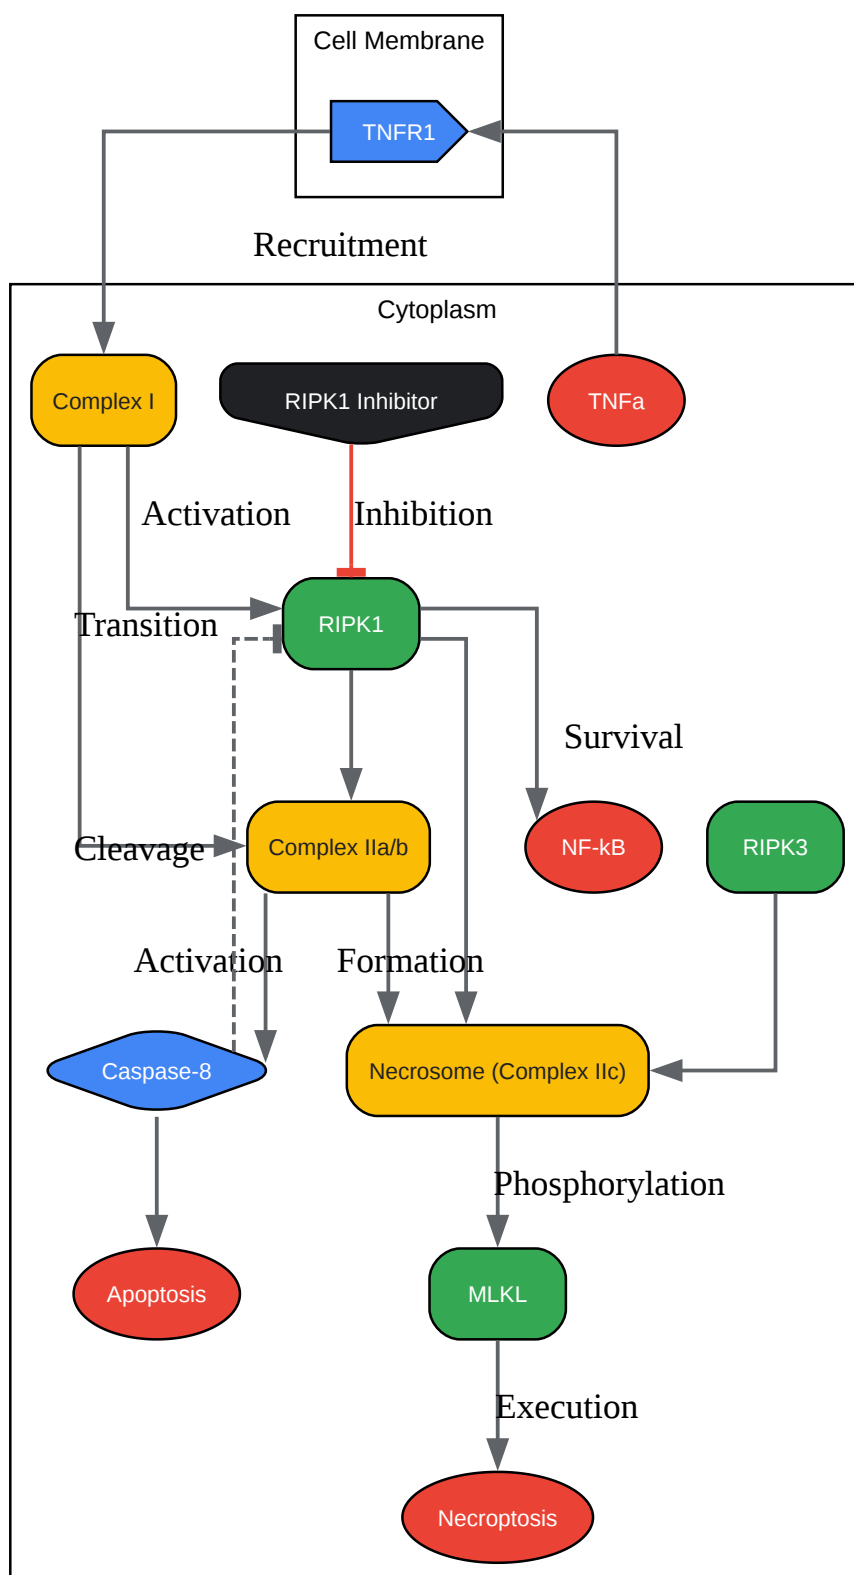 Cell Membrane
TNFR1
Recruitment
Cytoplasm
Complex I
RIPK1 Inhibitor
TNFa
Activation
Inhibition
Transition
RIPK1
Survival
Cleavage
Complex IIa/b
NF-kB
RIPK3
Activation
Formation
Caspase-8
Necrosome (Complex IIc)
Phosphorylation
Apoptosis
MLKL
Execution
Necroptosis